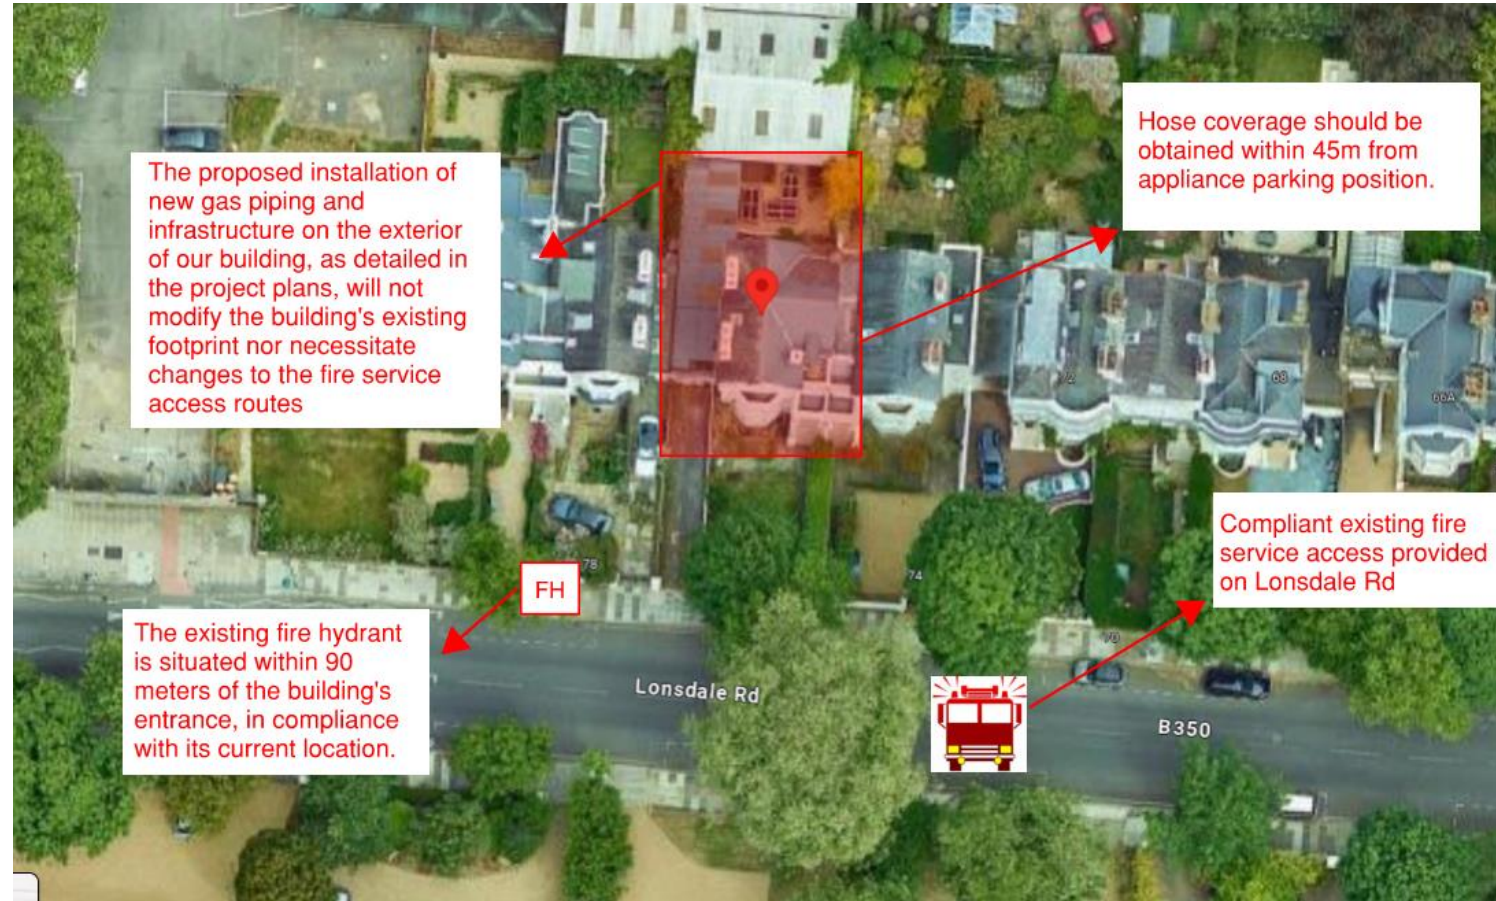 The proposed installation of
new gas piping and
infrastructure on the exterior
of our building, as detailed in
the project plans, will not
modify the building's existing
footprint nor necessitate
changes to the fire service
access routes
Hose coverage should be
obtained within 45m from
appliance parking position.
72
68
66A
Compliant existing fire
service access provided
on Lonsdale Rd
78
FH
74
70
The existing fire hydrant
is situated within 90
meters of the building's
entrance, in compliance
with its current location.
Lonsdale Rd
B350